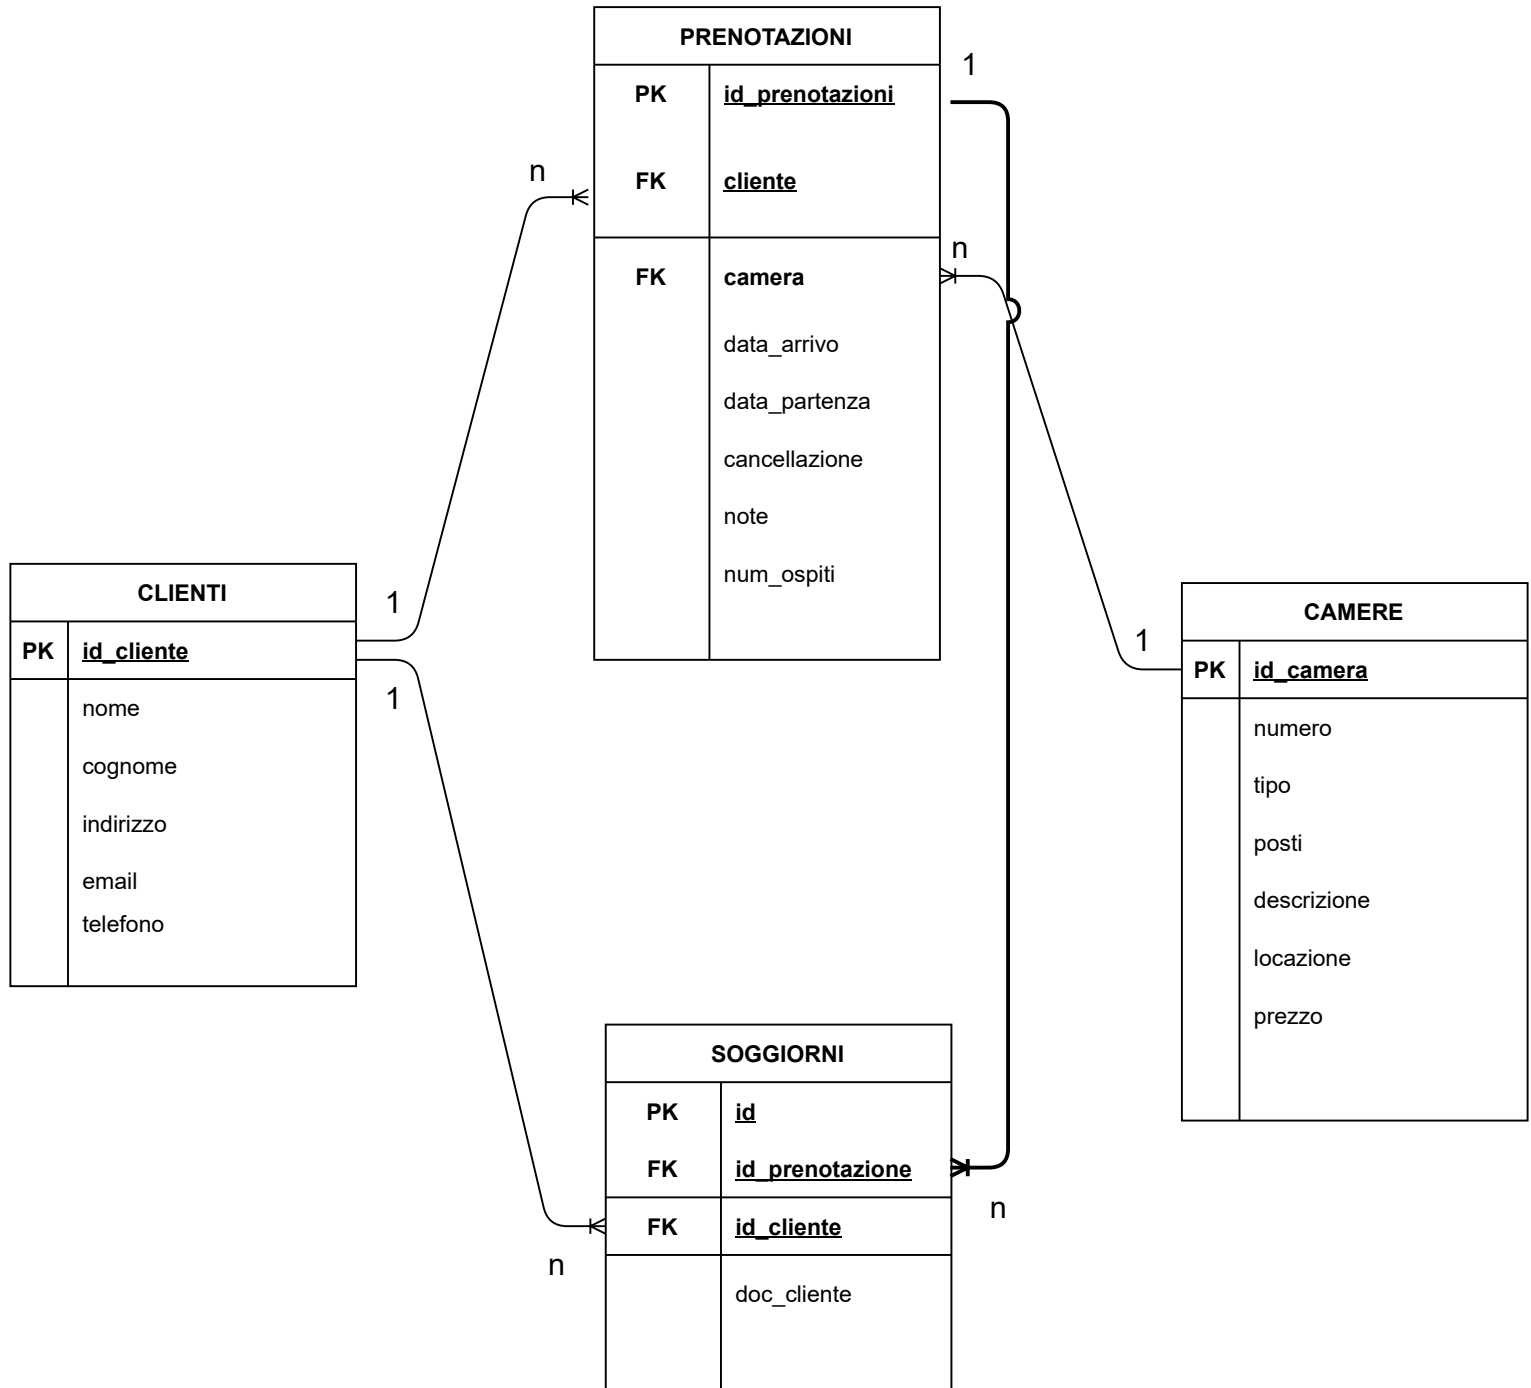 PRENOTAZIONI
PK id_prenotazioni
FK cliente
FK camera
data_arrivo
data_partenza
cancellazione
note
num_ospiti
1
n
n
CLIENTI
PK id_cliente
nome
cognome
indirizzo
email
telefono
1
1
CAMERE
PK id_camera
numero
tipo
posti
descrizione
locazione
prezzo
1
SOGGIORNI
PK id
FK id_prenotazione
FK id_cliente
doc_cliente
n
n